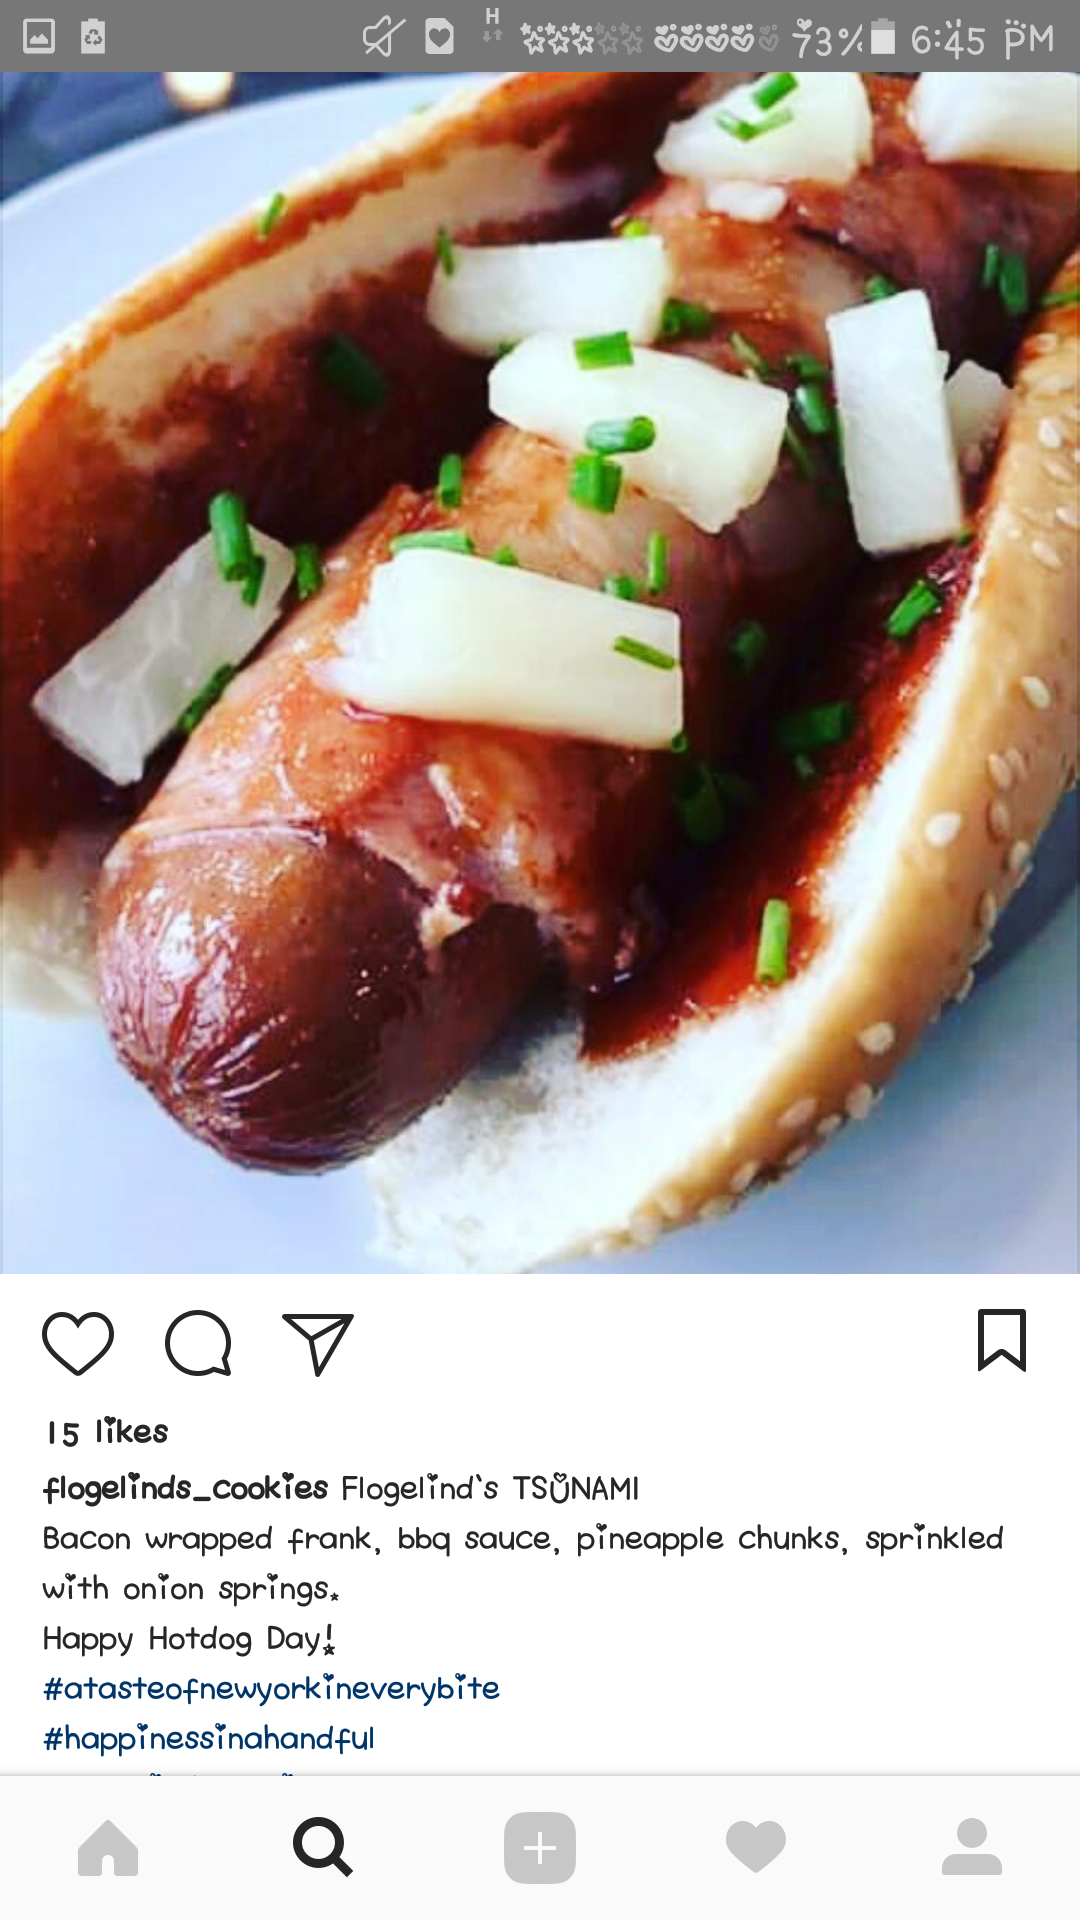 H
73% 6:45 PM
15 likes
flogelinds_cookies Flogelind`s TSUNAMI
Bacon wrapped frank, bbq sauce, pineapple chunks, sprinkled
with onion springs.
Happy Hotdog Day!
#atasteofnewyorkineverybite
#happinessinahandful